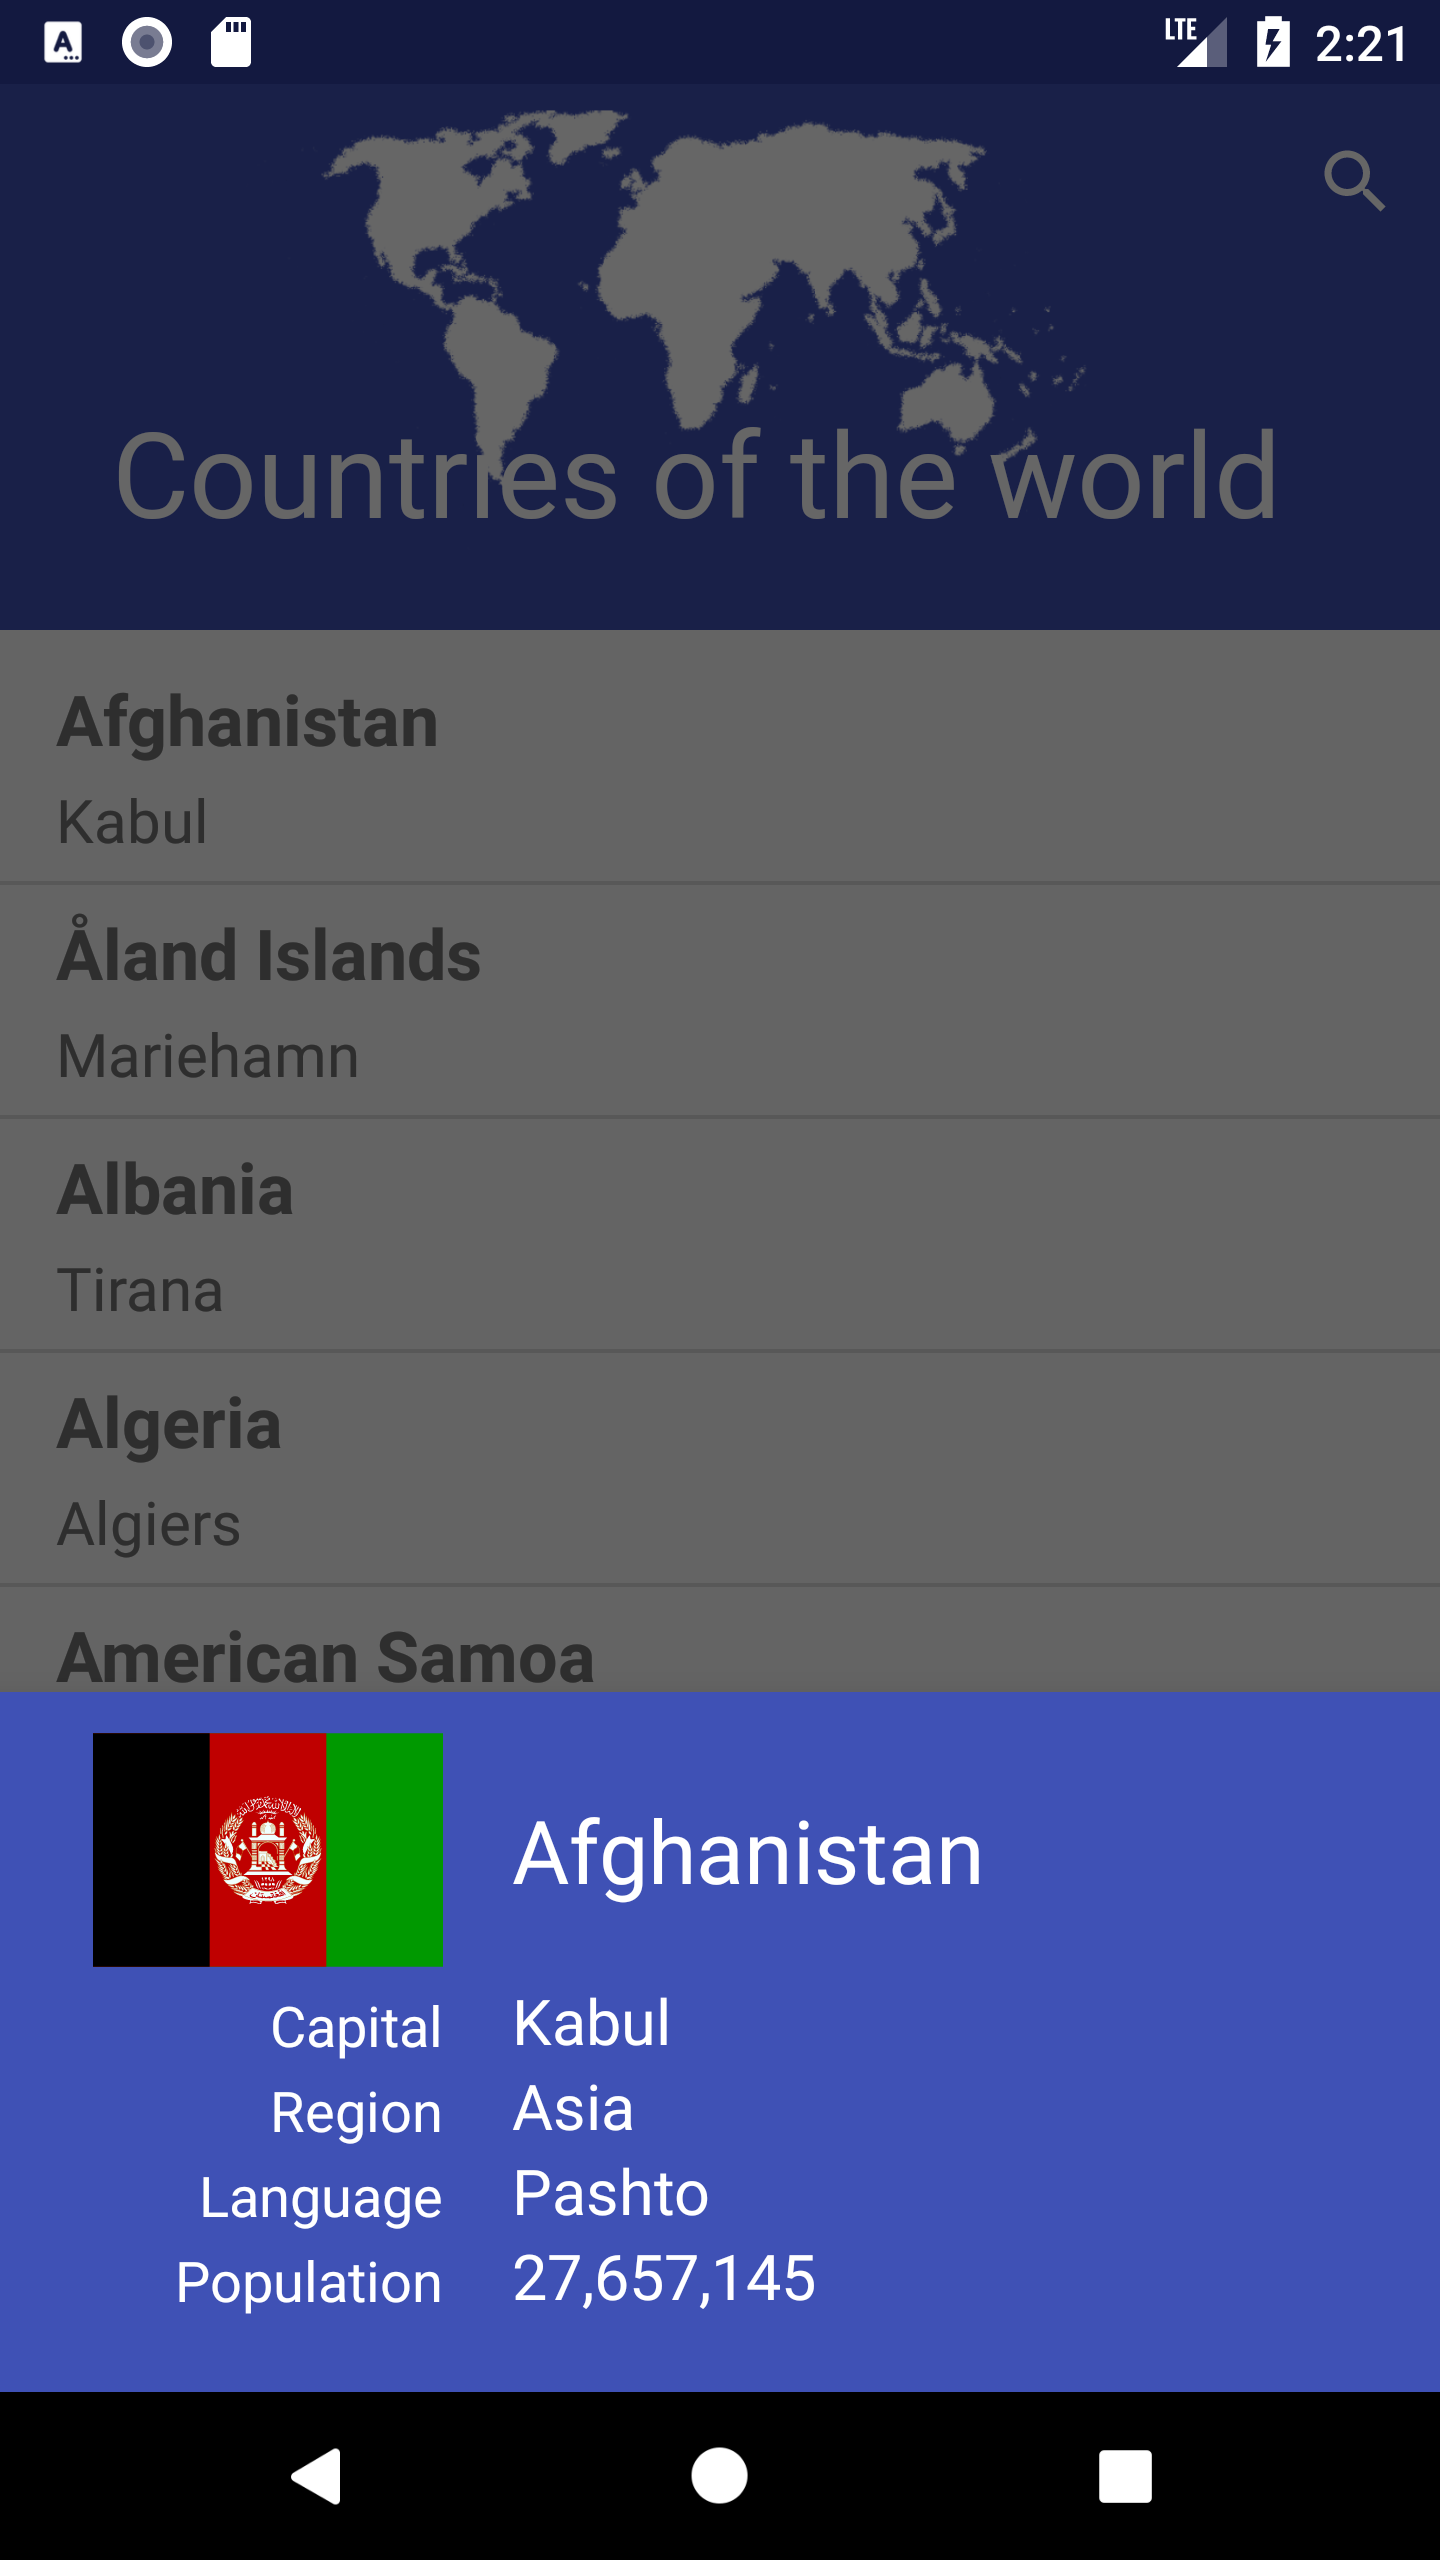 LTE 2:21
Countries of the world
Afghanistan
Kabul
Åland Islands
Mariehamn
Albania
Tirana
Algeria
Algiers
American Samoa
Afghanistan
Capital Kabul
Region Asia
Language Pashto
Population 27,657,145